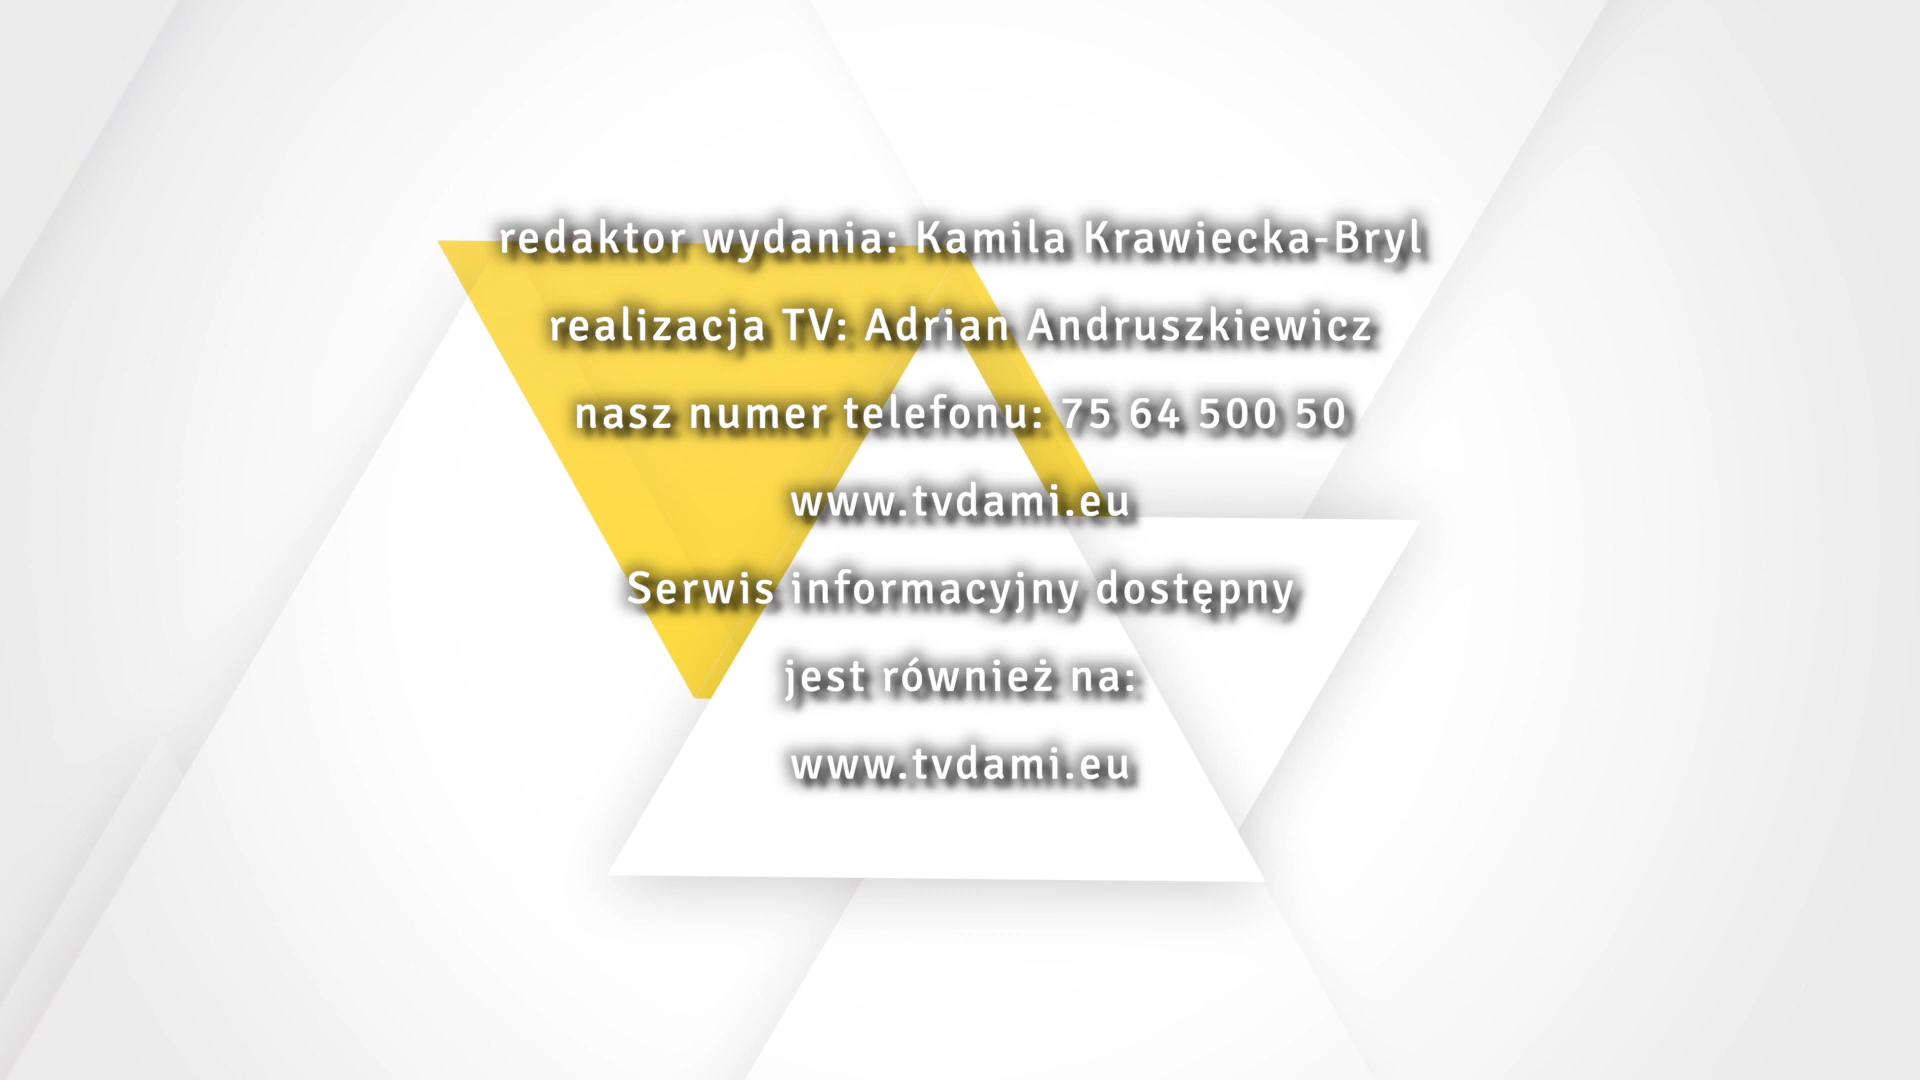 redaktor wydania: Kamila Krawiecka-Bryl
realizacja TV: Adrian Andruszkiewicz
nasz numer telefonu: 75 64 500 50
www.tvdami.eu
Serwis informacyjny dostępny
jest również na:
www.tvdami.eu